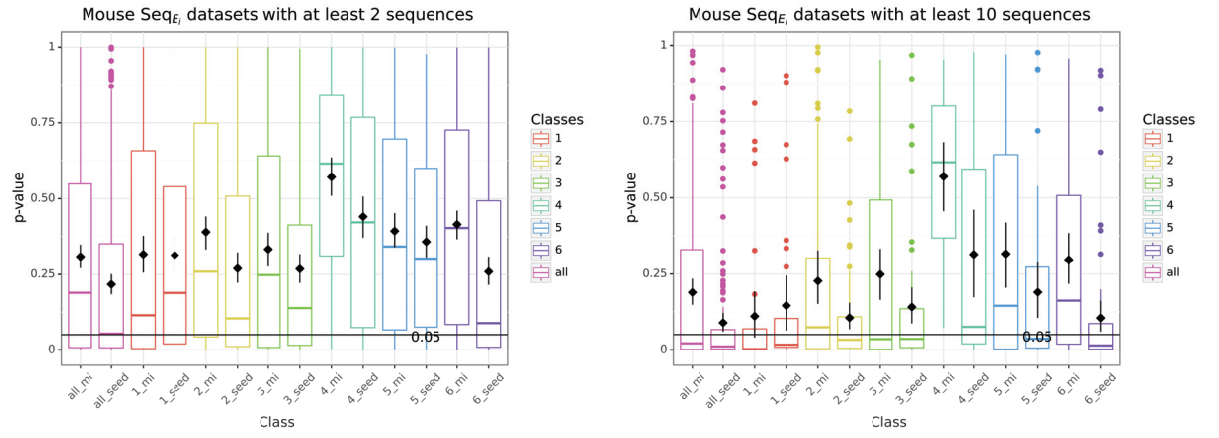 Mouse Seq_Ei datasets with at least 2 sequences
1
0.75
0.50
0.25
0
p-value
0.05
all_mi
all_seed
1_mi
1_seed
2_mi
2_seed
3_mi
3_seed
4_mi
4_seed
5_mi
5_seed
6_mi
6_seed
Class
Classes
1
2
3
4
5
6
all
Mouse Seq_Ei datasets with at least 10 sequences
1
0.75
0.50
0.25
0
p-value
0.05
all_mi
all_seed
1_mi
1_seed
2_mi
2_seed
3_mi
3_seed
4_mi
4_seed
5_mi
5_seed
6_mi
6_seed
Class
Classes
1
2
3
4
5
6
all